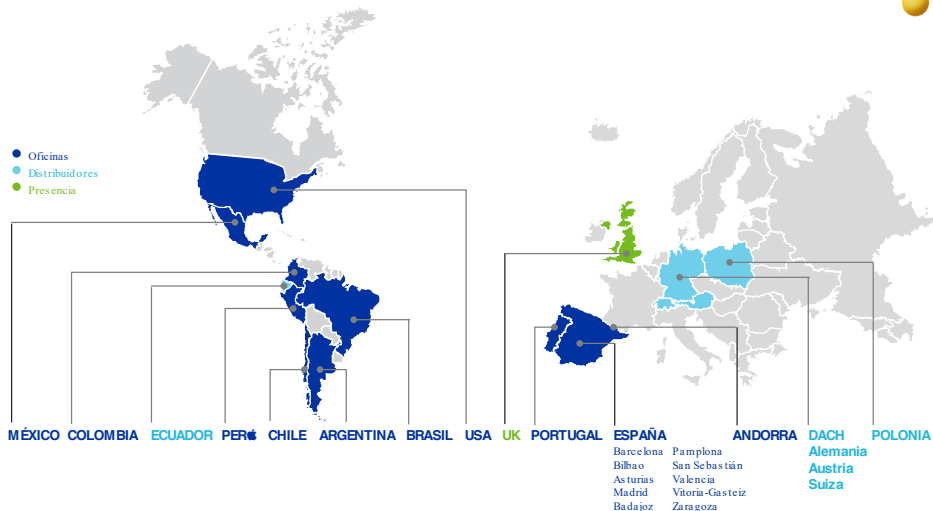 Oficinas
Distribuidores
Presencia
MÉXICO COLOMBIA ECUADOR PERÚ CHILE ARGENTINA BRASIL USA UK PORTUGAL ESPAÑA ANDORRA DACH POLONIA
Barcelona Pamplona Alemania
Bilbao San Sebastián Austria
Asturias Valencia Suiza
Madrid Vitoria-Gasteiz
Badajoz Zaragoza